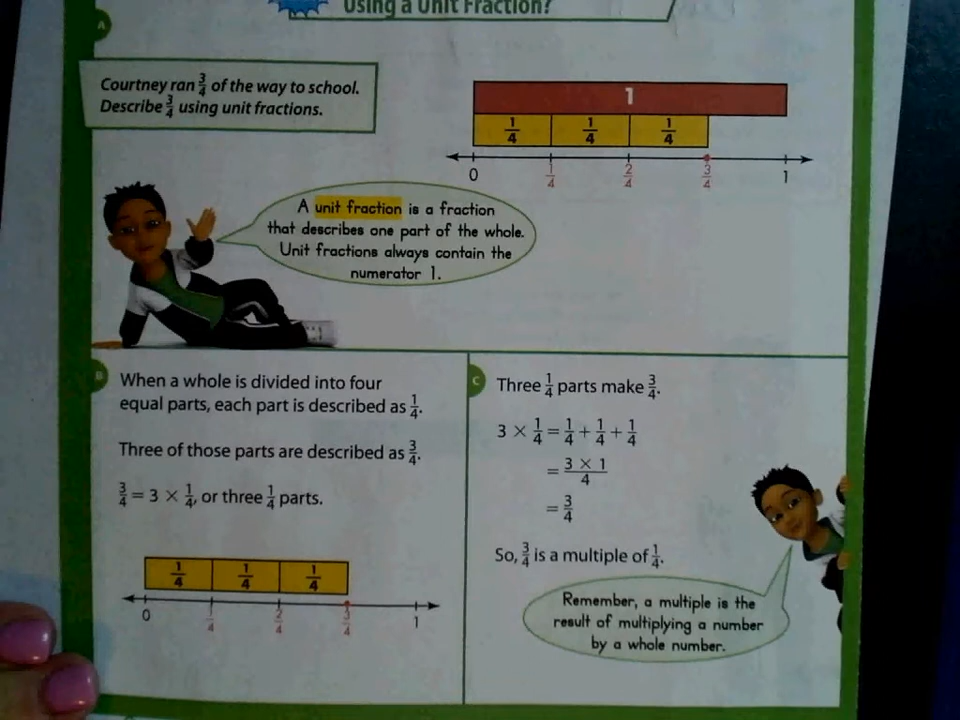 Using a Unit Fraction?
A
Courtney ran 3/4 of the way to school.
Describe 3/4 using unit fractions.
1
1/4 1/4 1/4
0 1/4 2/4 3/4 1
A unit fraction is a fraction
that describes one part of the whole.
Unit fractions always contain the
numerator 1.
B
When a whole is divided into four
equal parts, each part is described as 1/4.
Three of those parts are described as 3/4.
3/4 = 3 × 1/4, or three 1/4 parts.
1/4 1/4 1/4
0 1/4 2/4 3/4 1
C
Three 1/4 parts make 3/4.
3 × 1/4 = 1/4 + 1/4 + 1/4
= 3 × 1/4
= 3/4
So, 3/4 is a multiple of 1/4.
Remember, a multiple is the
result of multiplying a number
by a whole number.